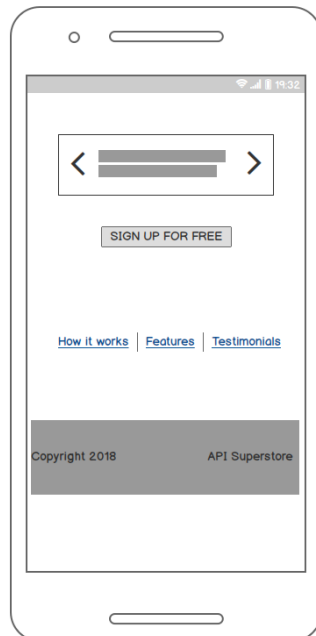 19:32
SIGN UP FOR FREE
How it works Features Testimonials
Copyright 2018 API Superstore